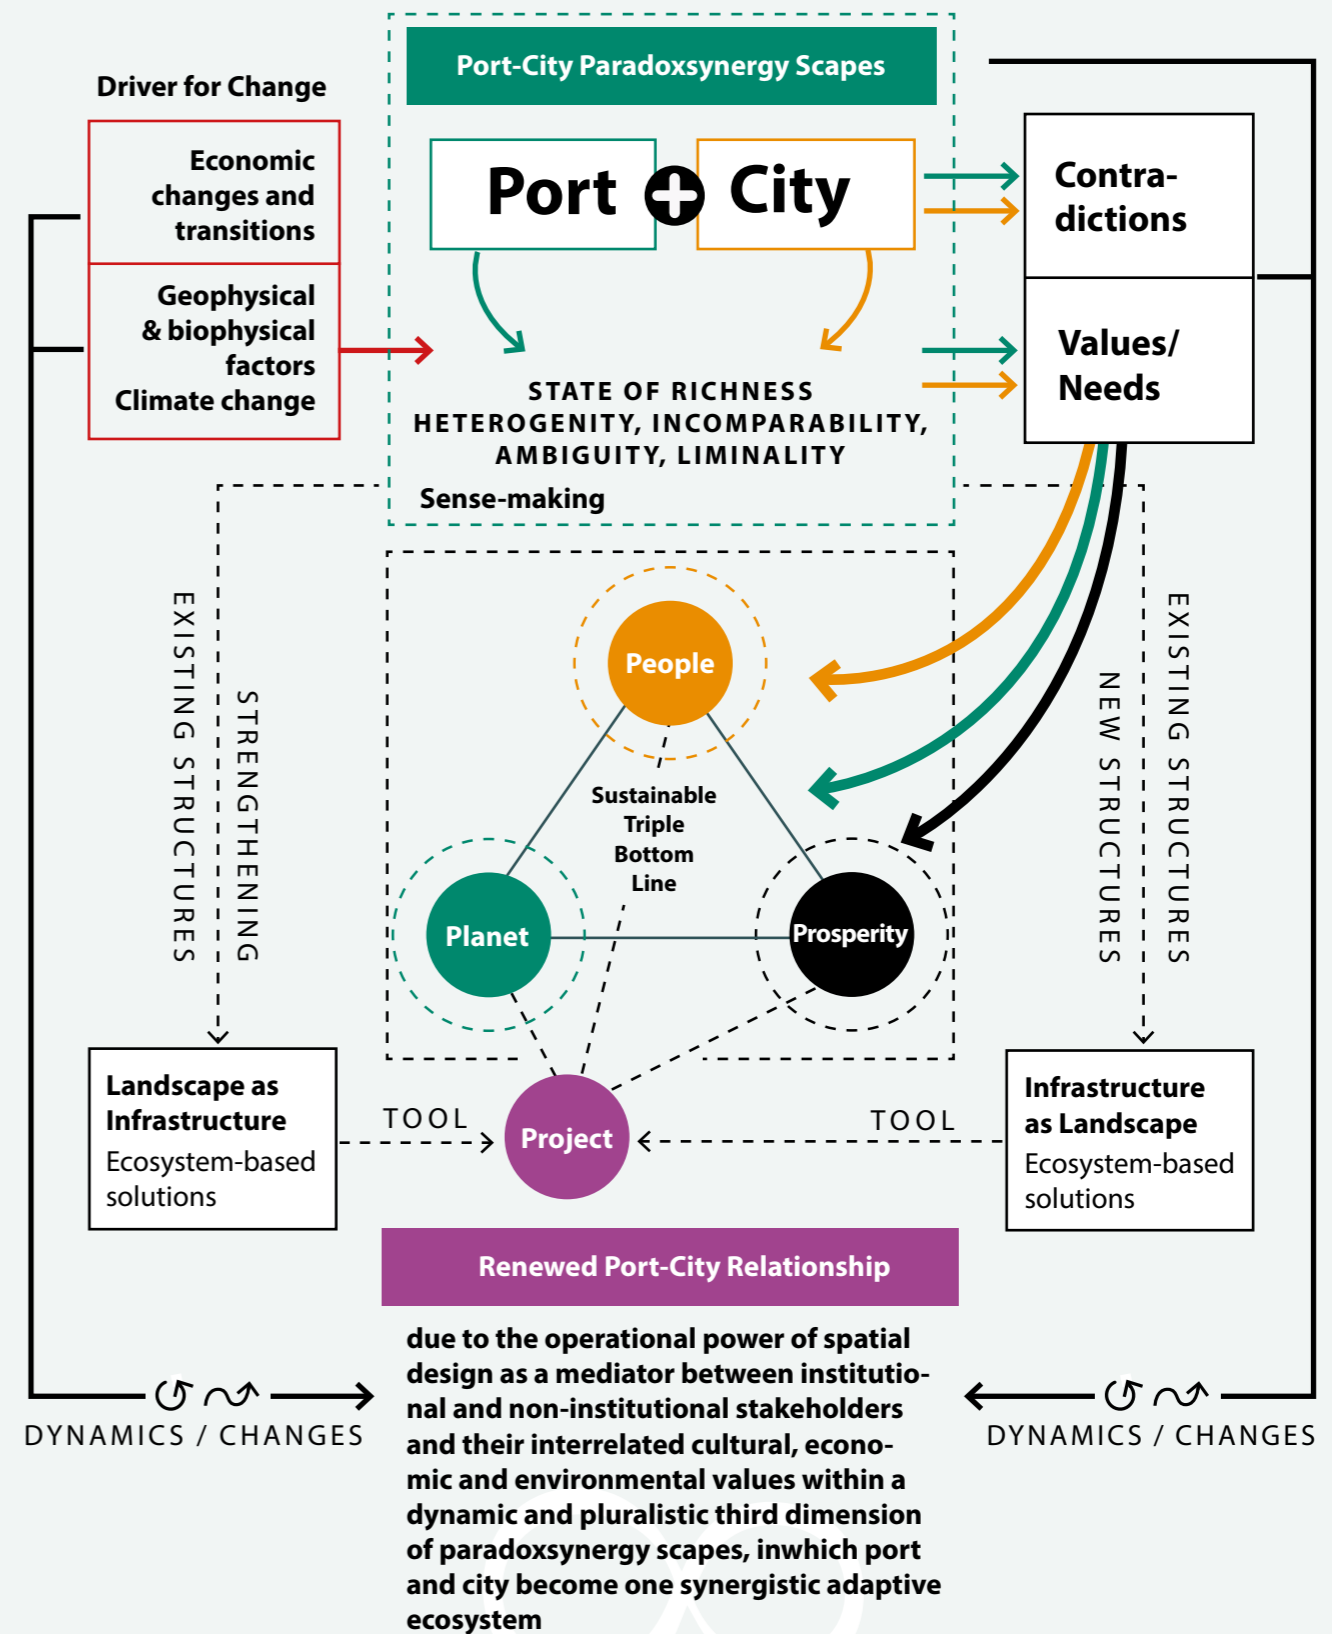 Port-City Paradoxsynergy Scapes
Driver for Change
Economic
changes and
transitions
Geophysical
& biophysical
factors
Climate change
Port + City
STATE OF RICHNESS
HETEROGENITY, INCOMPARABILITY,
AMBIGUITY, LIMINALITY
Sense-making
Contra-
dictions
Values/
Needs
EXISTING STRUCTURES
STRENGTHENING
People
Sustainable
Triple
Bottom
Line
Planet
Prosperity
NEW STRUCTURES
EXISTING STRUCTURES
Landscape as
Infrastructure
Ecosystem-based
solutions
TOOL
Project
TOOL
Infrastructure
as Landscape
Ecosystem-based
solutions
Renewed Port-City Relationship
due to the operational power of spatial
design as a mediator between institutio-
nal and non-institutional stakeholders
and their interrelated cultural, econo-
mic and environmental values within a
dynamic and pluralistic third dimension
of paradoxsynergy scapes, inwhich port
and city become one synergistic adaptive
ecosystem
DYNAMICS / CHANGES
DYNAMICS / CHANGES